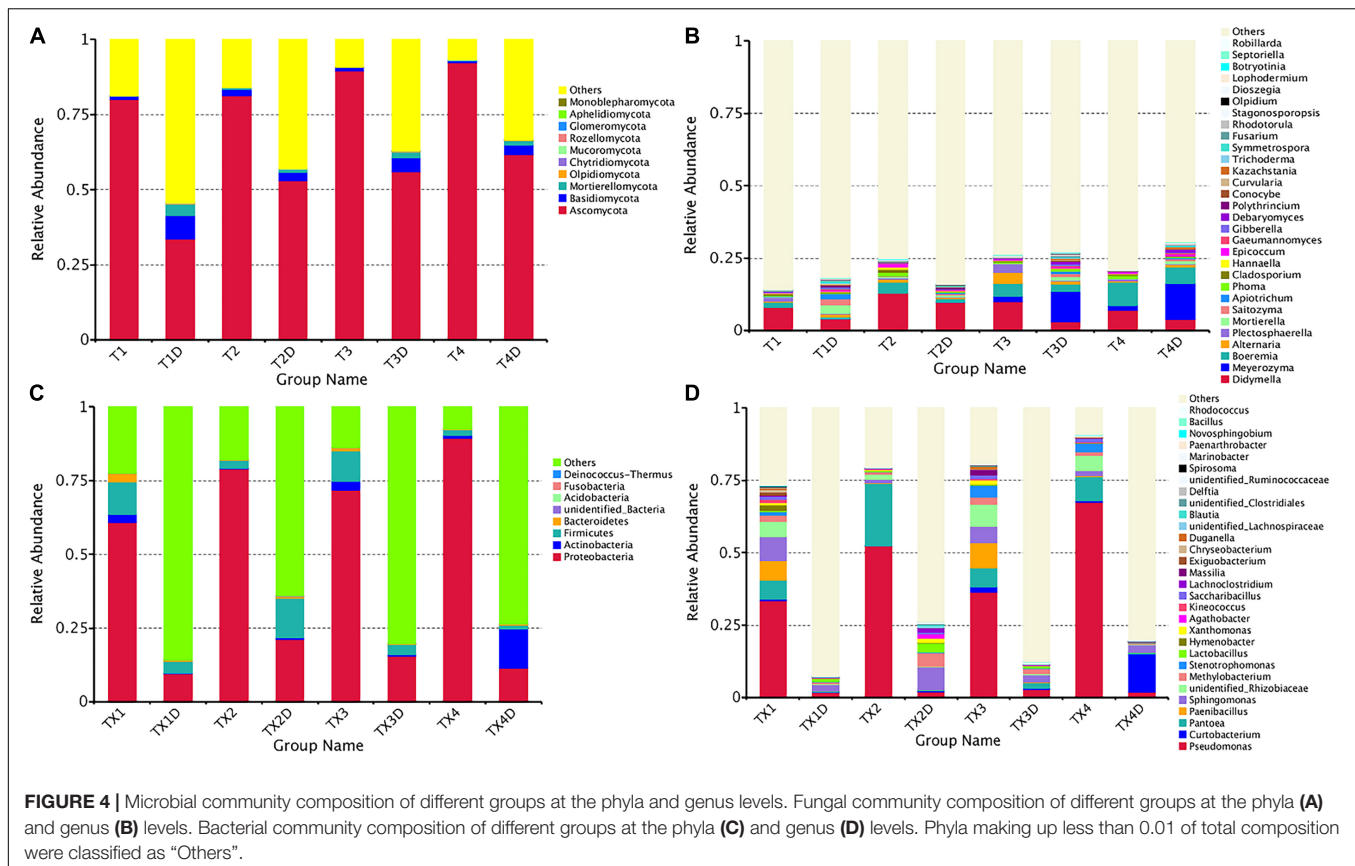 A
1
0.75
0.5
0.25
0
Relative Abundance
T1
T1D
T2
T2D
T3
T3D
T4
T4D
Group Name
Others
Monoblepharomycota
Aphelidiomycota
Glomeromycota
Rozellomycota
Mucoromycota
Chytridiomycota
Olpidiomycota
Mortierellomycota
Basidiomycota
Ascomycota
B
1
0.75
0.5
0.25
0
Relative Abundance
T1
T1D
T2
T2D
T3
T3D
T4
T4D
Group Name
Others
Robillarda
Septoriella
Botryotinia
Lophodermium
Dioszegia
Olpidium
Stagonosporopsis
Rhodotorula
Fusarium
Symmetrospora
Trichoderma
Kazachstania
Curvularia
Conocybe
Polythrincium
Debaryomyces
Gibberella
Gaeumannomyces
Epicoccum
Hannaella
Cladosporium
Phoma
Apiotrichum
Saitozyma
Mortierella
Plectosphaerella
Alternaria
Boeremia
Meyerozyma
Didymella
C
1
0.75
0.5
0.25
0
Relative Abundance
TX1
TX1D
TX2
TX2D
TX3
TX3D
TX4
TX4D
Group Name
Others
Deinococcus-Thermus
Fusobacteria
Acidobacteria
unidentified_Bacteria
Bacteroidetes
Firmicutes
Actinobacteria
Proteobacteria
D
1
0.75
0.5
0.25
0
Relative Abundance
TX1
TX1D
TX2
TX2D
TX3
TX3D
TX4
TX4D
Group Name
Others
Rhodococcus
Bacillus
Novosphingobium
Paenarthrobacter
Marinobacter
Spirosoma
unidentified_Ruminococcaceae
Delftia
unidentified_Clostridiales
Blautia
unidentified_Lachnospiraceae
Duganella
Chryseobacterium
Exiguobacterium
Massilia
Lachnoclostridium
Saccharibacillus
Kineococcus
Agathobacter
Xanthomonas
Hymenobacter
Lactobacillus
Stenotrophomonas
Methylobacterium
unidentified_Rhizobiaceae
Sphingomonas
Paenibacillus
Pantoea
Curtobacterium
Pseudomonas
FIGURE 4 | Microbial community composition of different groups at the phyla and genus levels. Fungal community composition of different groups at the phyla (A)
and genus (B) levels. Bacterial community composition of different groups at the phyla (C) and genus (D) levels. Phyla making up less than 0.01 of total composition
were classified as “Others”.